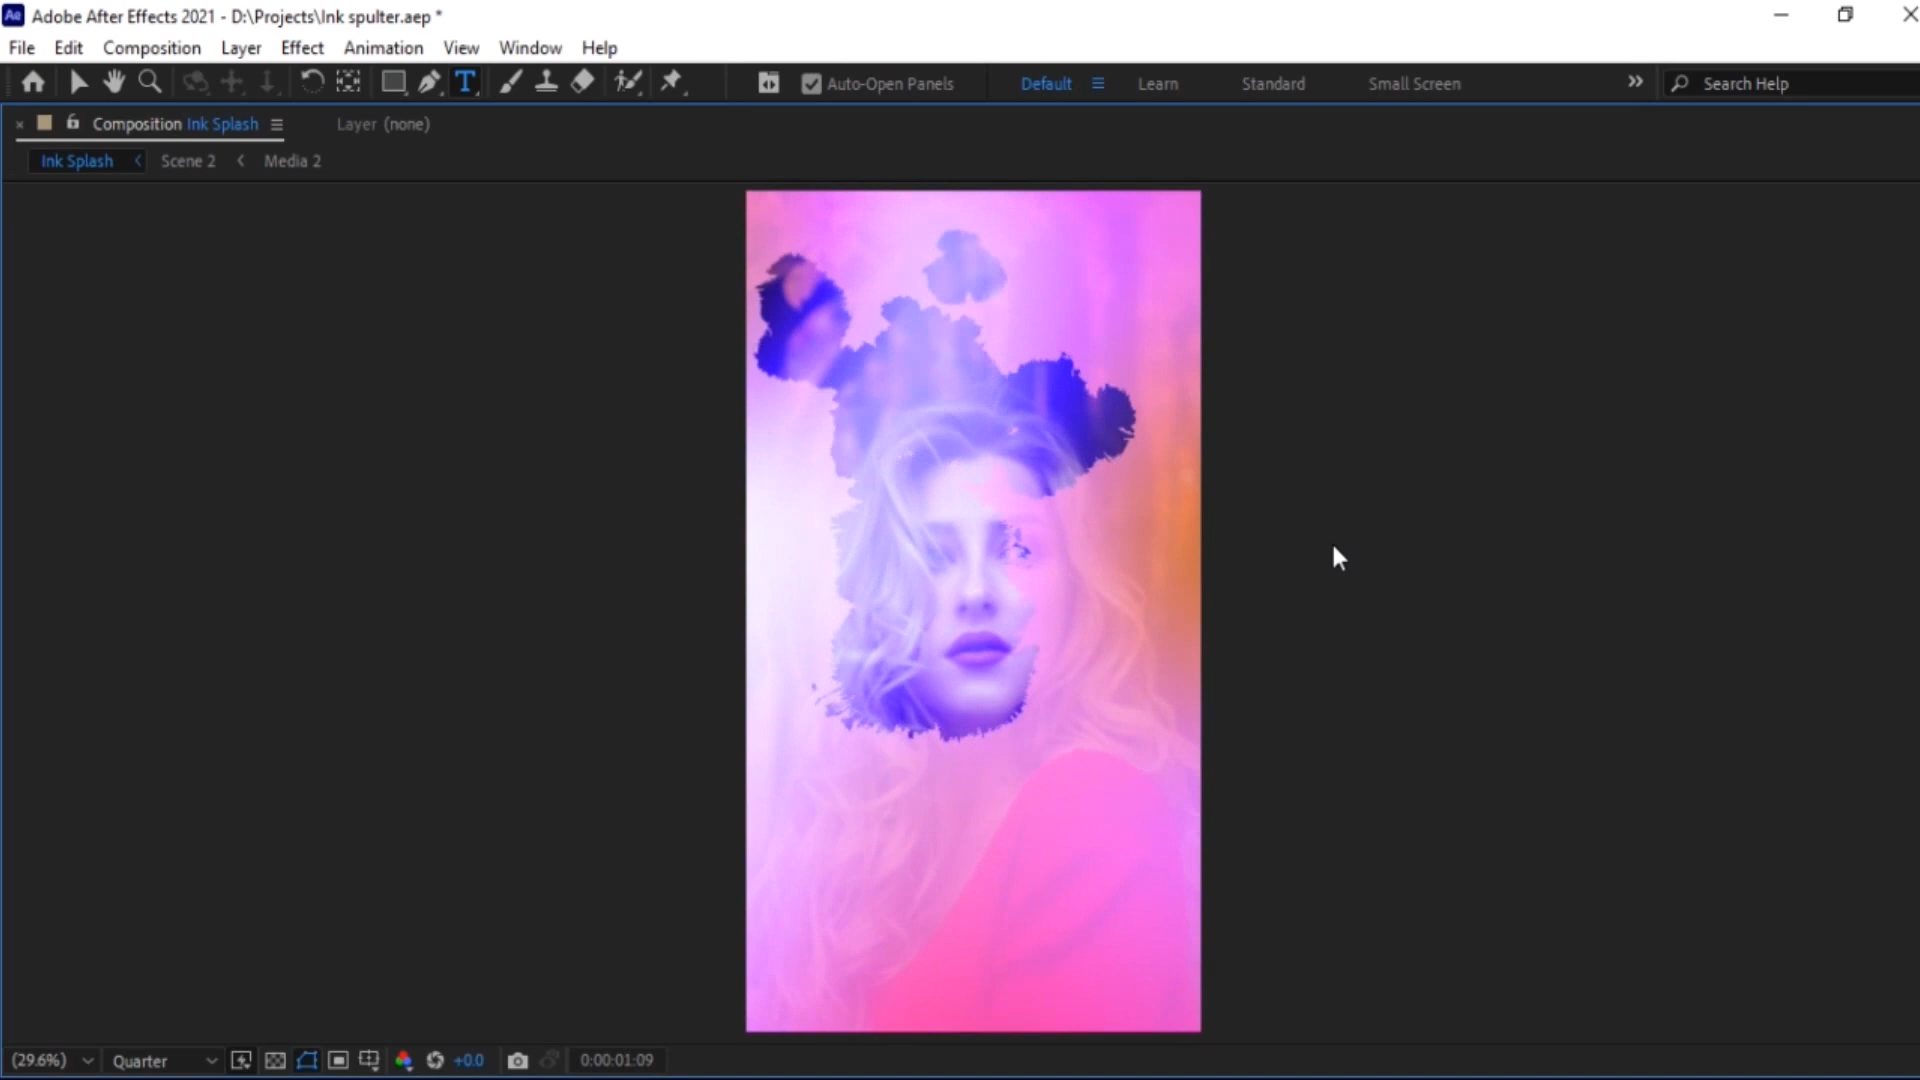 Ae Adobe After Effects 2021 - D:\Projects\Ink spulter.aep *
File Edit Composition Layer Effect Animation View Window Help
T Auto-Open Panels Default Learn Standard Small Screen Search Help
Composition Ink Splash Layer (none)
Ink Splash Scene 2 Media 2
(29.6%) Quarter +0.0 0:00:01:09